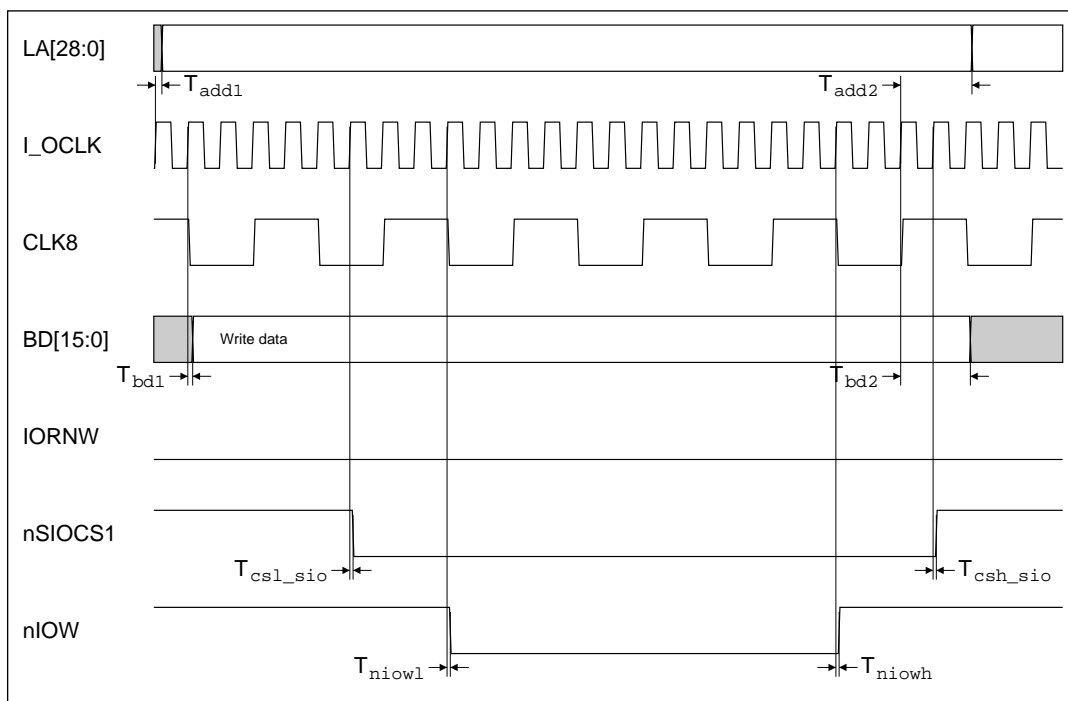 LA[28:0]
Tadd1
Tadd2
I_OCLK
CLK8
BD[15:0]
Write data
Tbd1
Tbd2
IORNW
nSIOCS1
Tcsl_sio
Tcsh_sio
nIOW
Tniowl
Tniowh